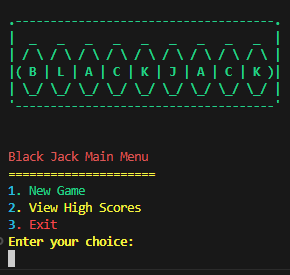 ( B | L | A | C | K | J | A | C | K )
Black Jack Main Menu
=====================
1. New Game
2. View High Scores
3. Exit
Enter your choice: